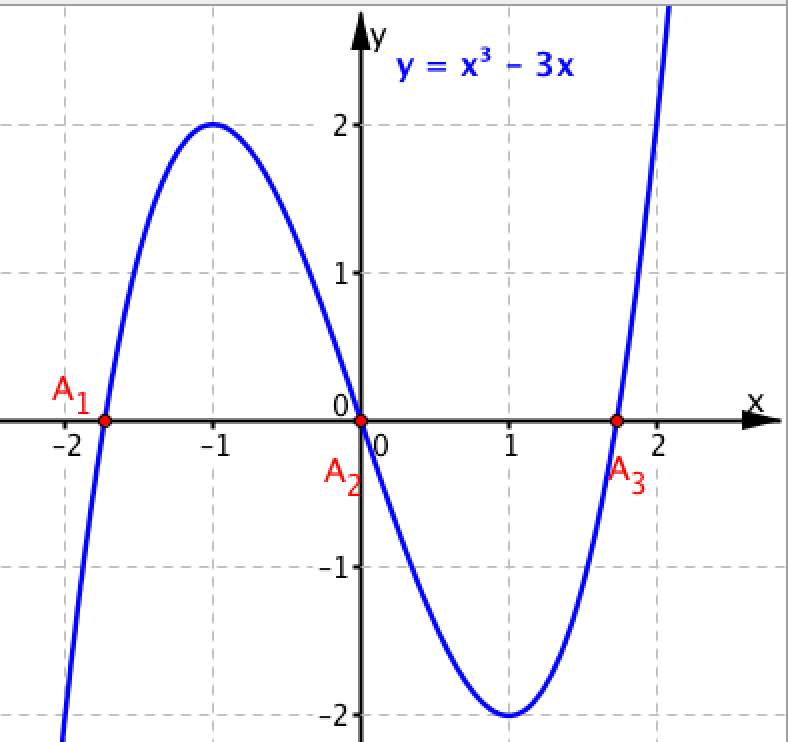 y
y = x³ – 3x
2
1
A₁
0
x
–2
–1
0
1
2
A₂
A₃
–1
–2